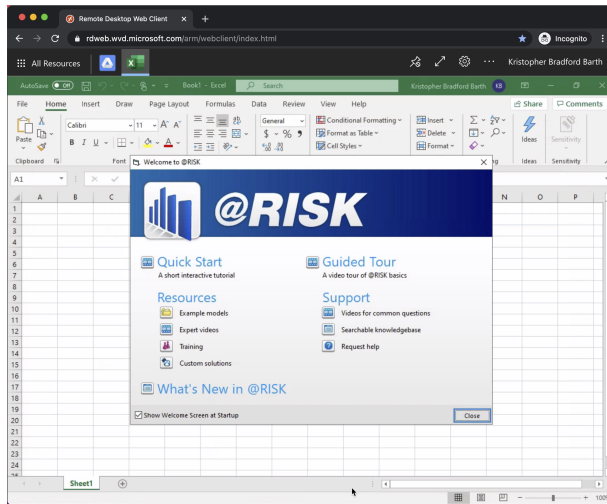 Remote Desktop Web Client
rdweb.wvd.microsoft.com/arm/webclient/index.html
Incognito
All Resources
Kristopher Bradford Barth
AutoSave Off Book1 - Excel Search Kristopher Bradford Barth KB
File Home Insert Draw Page Layout Formulas Data Review View Help Share Comments
Paste Calibri 11 A A General Conditional Formatting Insert
B I U A $ % Format as Table Delete Ideas Sensitivity
Cell Styles Format
Clipboard Font Ideas Sensitivity
Welcome to @RISK
A1
A B C N O P
1
2
3
4
5
6
7
8
9
10
11
12
13
14
15
16
17
18
19
20
21
22
23
24
@RISK
Quick Start
A short interactive tutorial
Guided Tour
A video tour of @RISK basics
Resources
Example models
Expert videos
Training
Custom solutions
Support
Videos for common questions
Searchable knowledgebase
Request help
What's New in @RISK
Show Welcome Screen at Startup
Close
Sheet1